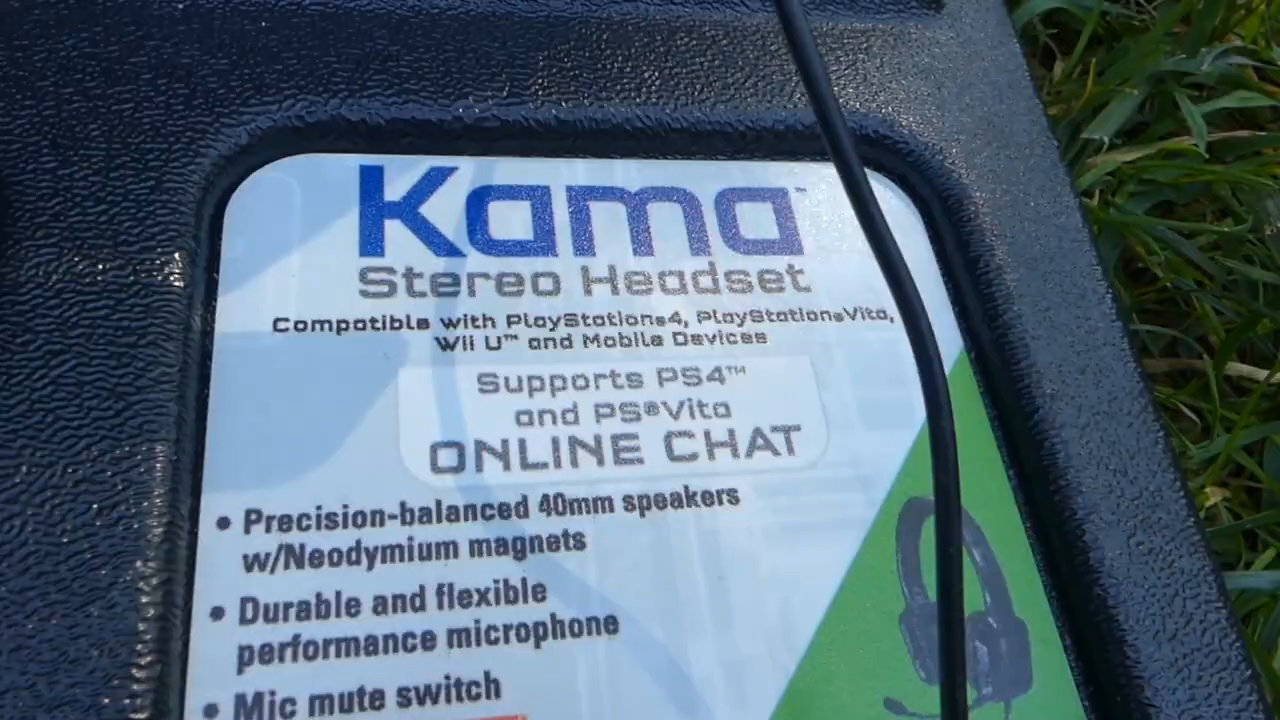 Kama™
Stereo Headset
Compatible with PlayStation®4, PlayStation®Vita,
Wii U™ and Mobile Devices
Supports PS4™
and PS®Vita
ONLINE CHAT
• Precision-balanced 40mm speakers
w/Neodymium magnets
• Durable and flexible
performance microphone
• Mic mute switch